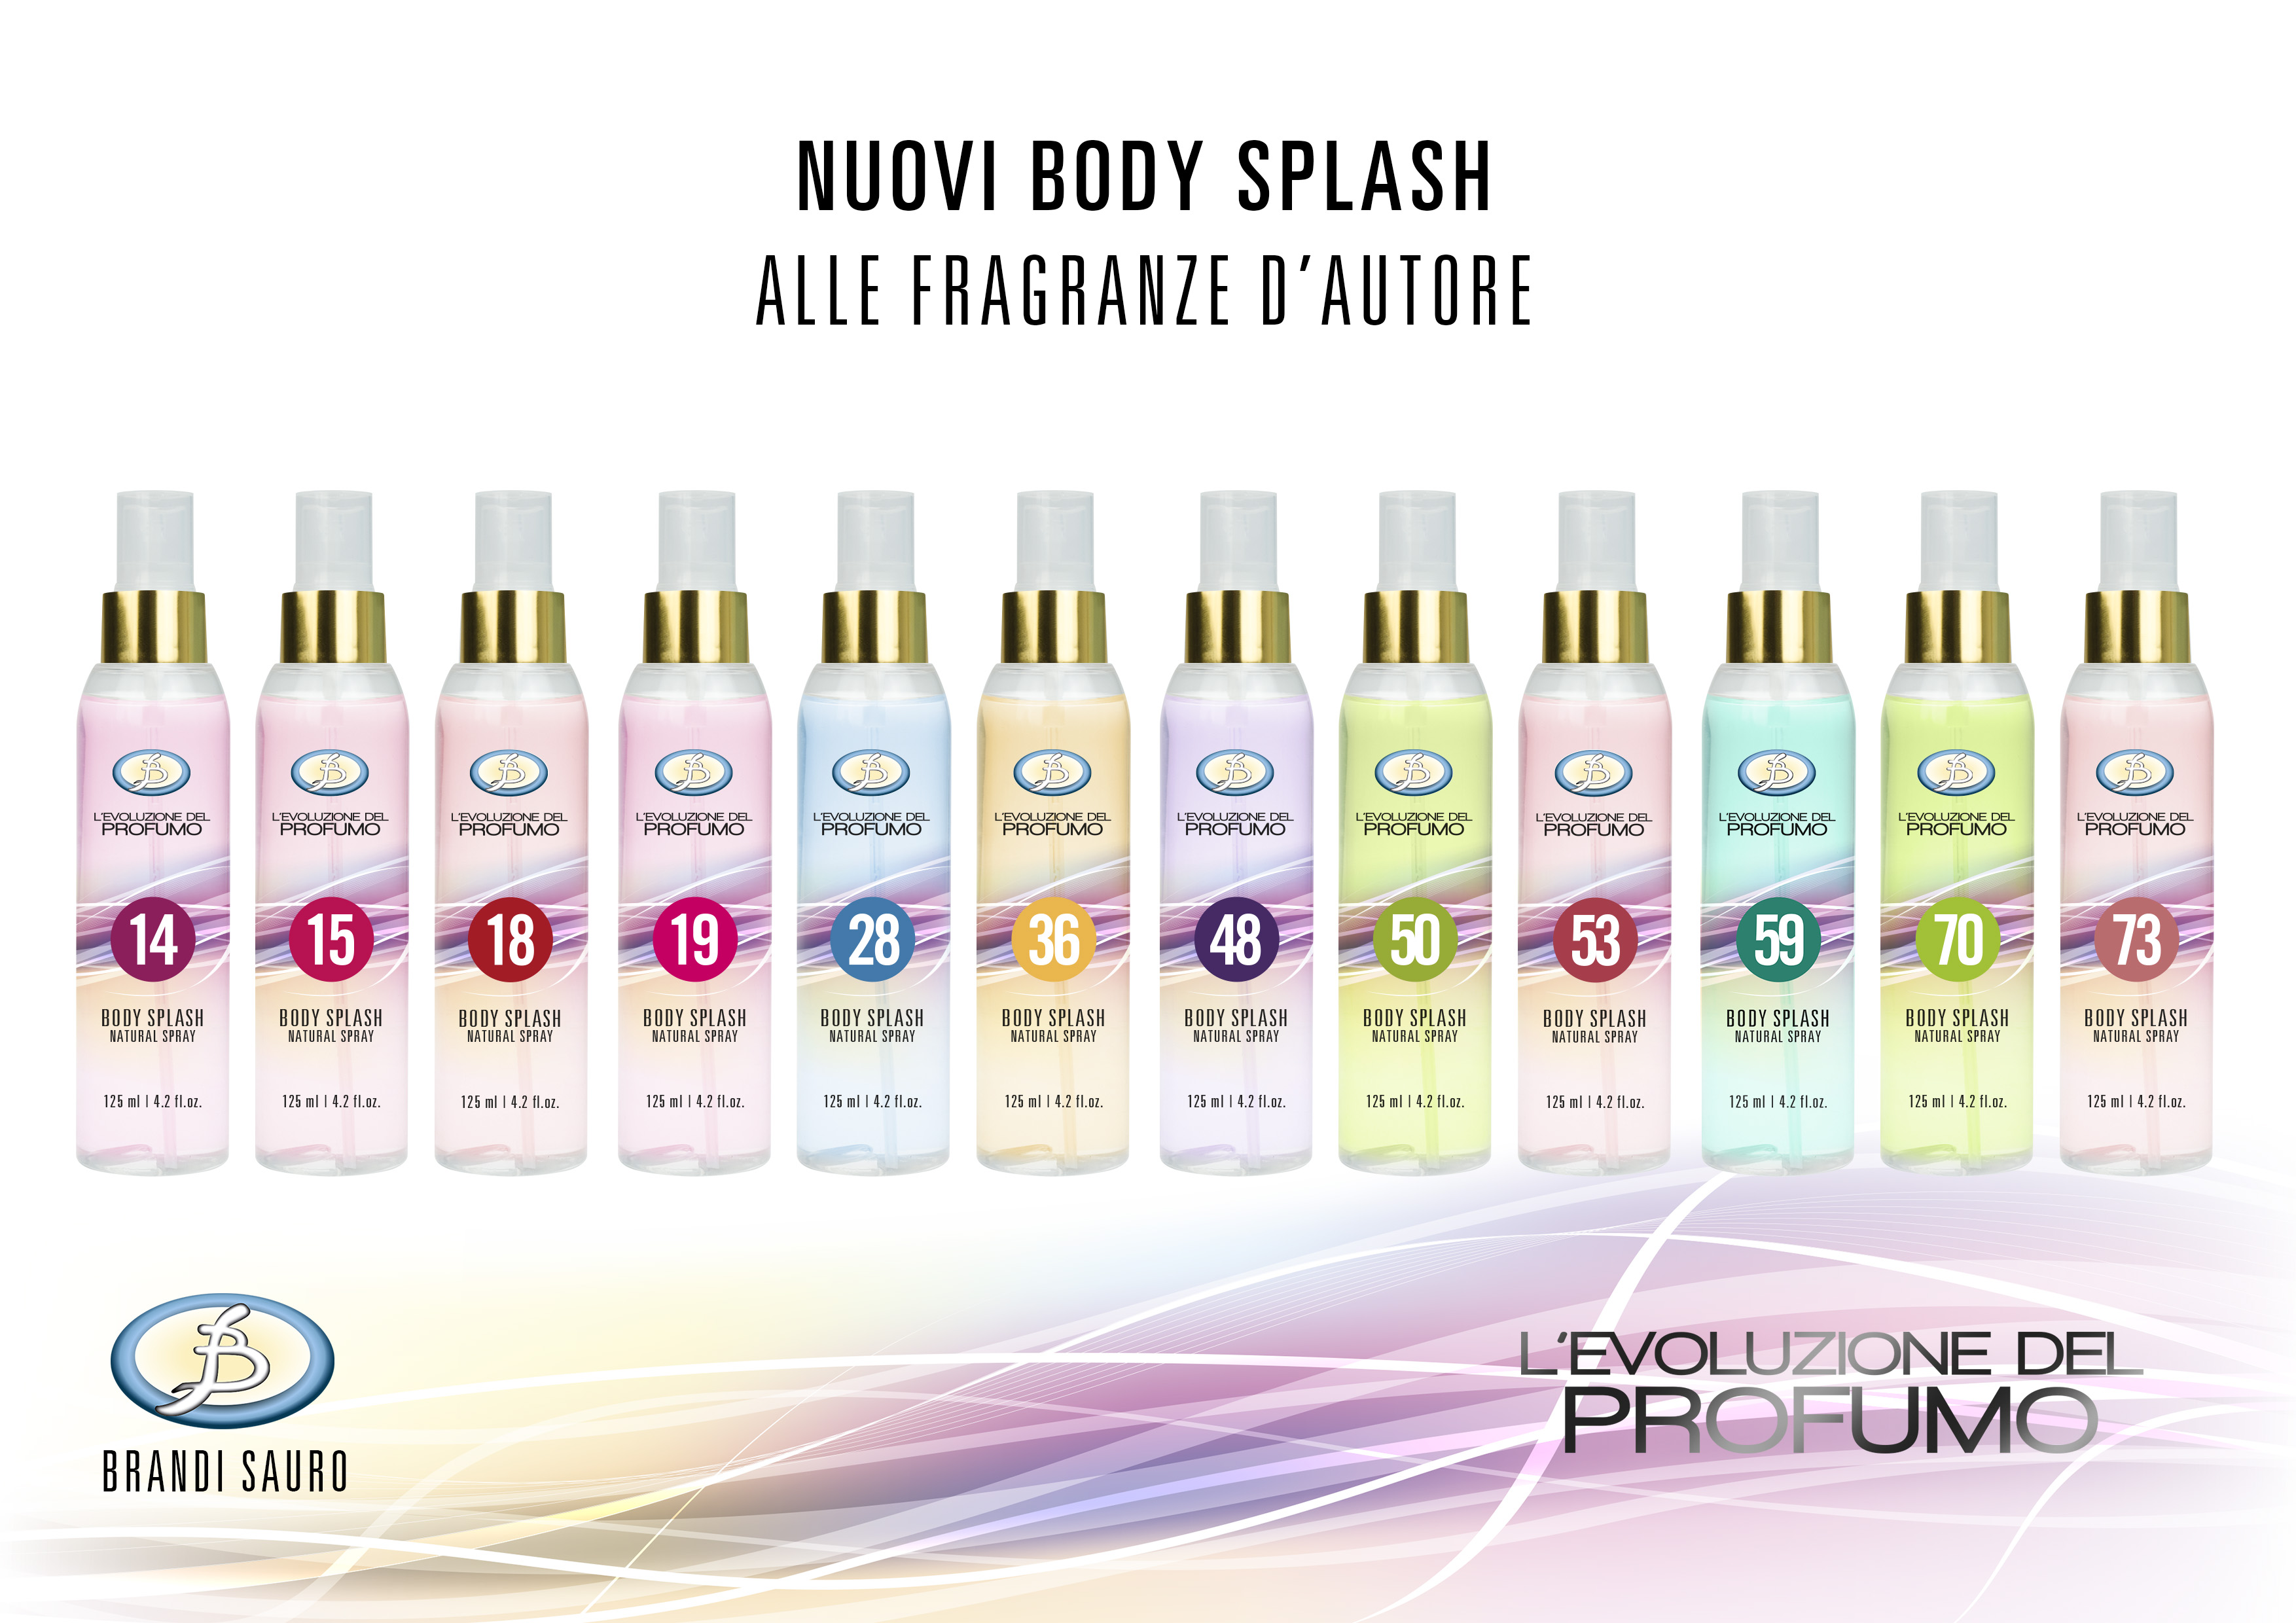 NUOVI BODY SPLASH
ALLE FRAGRANZE D'AUTORE
L'EVOLUZIONE DEL
PROFUMO
14
BODY SPLASH
NATURAL SPRAY
125 ml | 4.2 fl.oz.
L'EVOLUZIONE DEL
PROFUMO
15
BODY SPLASH
NATURAL SPRAY
125 ml | 4.2 fl.oz.
L'EVOLUZIONE DEL
PROFUMO
18
BODY SPLASH
NATURAL SPRAY
125 ml | 4.2 fl.oz.
L'EVOLUZIONE DEL
PROFUMO
19
BODY SPLASH
NATURAL SPRAY
125 ml | 4.2 fl.oz.
L'EVOLUZIONE DEL
PROFUMO
28
BODY SPLASH
NATURAL SPRAY
125 ml | 4.2 fl.oz.
L'EVOLUZIONE DEL
PROFUMO
36
BODY SPLASH
NATURAL SPRAY
125 ml | 4.2 fl.oz.
L'EVOLUZIONE DEL
PROFUMO
48
BODY SPLASH
NATURAL SPRAY
125 ml | 4.2 fl.oz.
L'EVOLUZIONE DEL
PROFUMO
50
BODY SPLASH
NATURAL SPRAY
125 ml | 4.2 fl.oz.
L'EVOLUZIONE DEL
PROFUMO
53
BODY SPLASH
NATURAL SPRAY
125 ml | 4.2 fl.oz.
L'EVOLUZIONE DEL
PROFUMO
59
BODY SPLASH
NATURAL SPRAY
125 ml | 4.2 fl.oz.
L'EVOLUZIONE DEL
PROFUMO
70
BODY SPLASH
NATURAL SPRAY
125 ml | 4.2 fl.oz.
L'EVOLUZIONE DEL
PROFUMO
73
BODY SPLASH
NATURAL SPRAY
125 ml | 4.2 fl.oz.
B
BRANDI SAURO
L'EVOLUZIONE DEL
PROFUMO